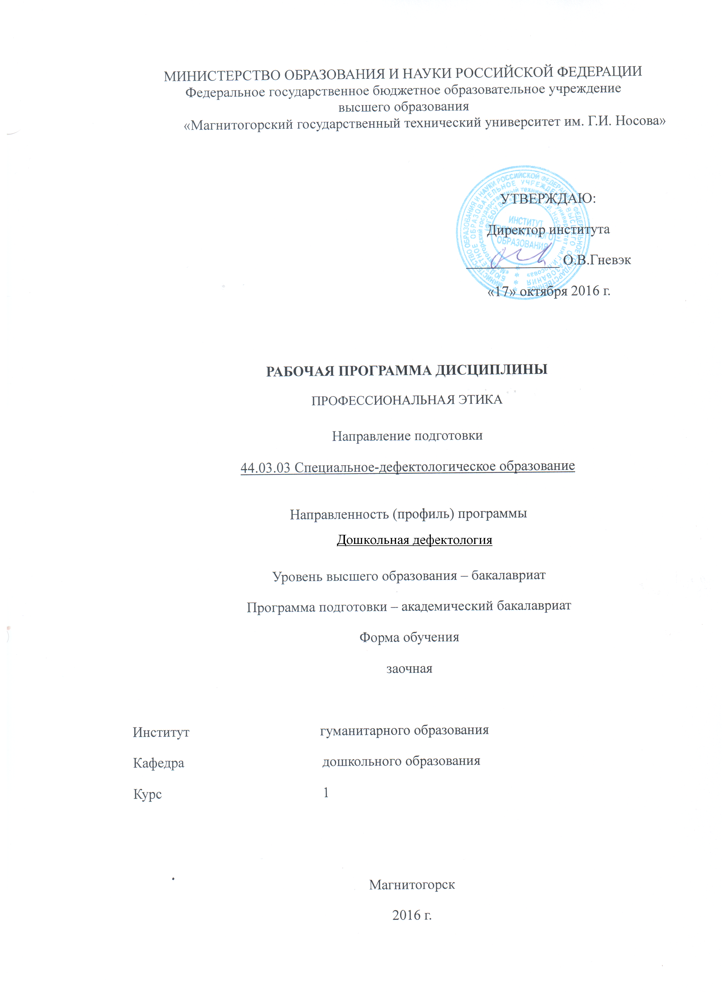 МИНИСТЕРСТВО ОБРАЗОВАНИЯ И НАУКИ РОССИЙСКОЙ ФЕДЕРАЦИИ
Федеральное государственное бюджетное образовательное учреждение
высшего образования
«Магнитогорский государственный технический университет им. Г.И. Носова»
УТВЕРЖДАЮ:
Директор института
О.В.Гневэк
«17» октября 2016 г.
ИНСТИТУТ
ГУМАНИТАРНОГО
ОБРАЗОВАНИЯ
РАБОЧАЯ ПРОГРАММА ДИСЦИПЛИНЫ
ПРОФЕССИОНАЛЬНАЯ ЭТИКА
Направление подготовки
44.03.03 Специальное-дефектологическое образование
Направленность (профиль) программы
Дошкольная дефектология
Уровень высшего образования – бакалавриат
Программа подготовки – академический бакалавриат
Форма обучения
заочная
Институт гуманитарного образования
Кафедра дошкольного образования
Курс 1
Магнитогорск
2016 г.